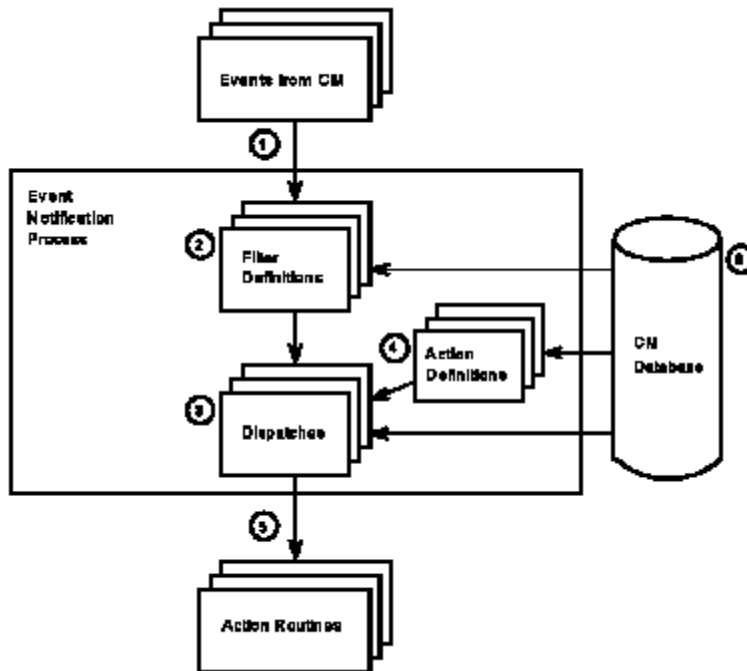 Events from CM
1
Event
Notification
Process
2
Filter
Definitions
6
4
Action
Definitions
CM
Database
3
Dispatches
5
Action Routines